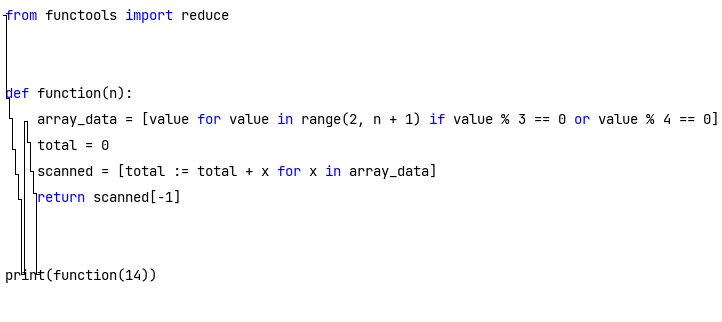 from functools import reduce
def function(n):
    array_data = [value for value in range(2, n + 1) if value % 3 == 0 or value % 4 == 0]
    total = 0
    scanned = [total := total + x for x in array_data]
    return scanned[-1]
print(function(14))